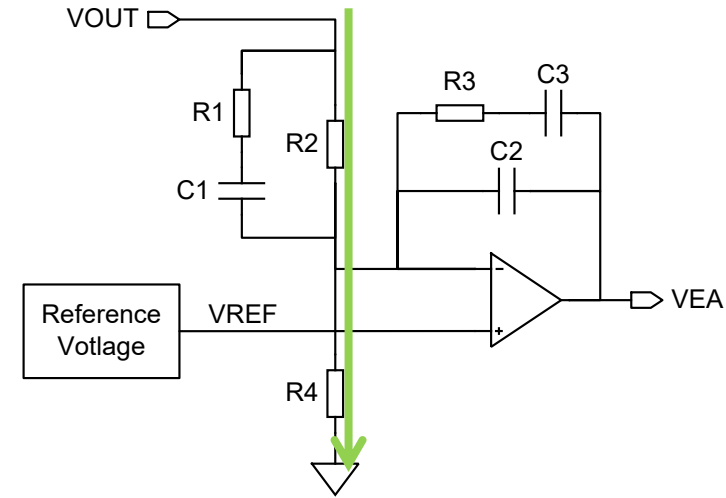 VOUT
C3
R3
R1
R2
C2
C1
-
VEA
Reference
Votlage
VREF
+
R4